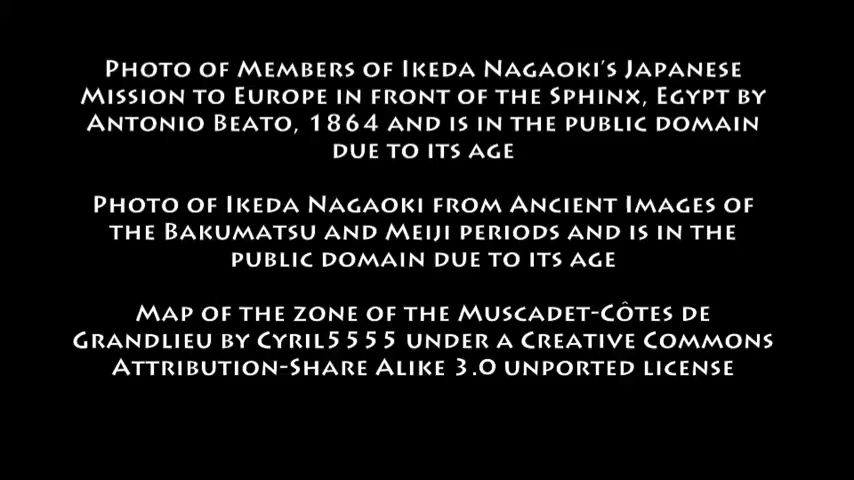 Photo of Members of Ikeda Nagaoki's Japanese
Mission to Europe in front of the Sphinx, Egypt by
Antonio Beato, 1864 and is in the public domain
due to its age
Photo of Ikeda Nagaoki from Ancient Images of
the Bakumatsu and Meiji periods and is in the
public domain due to its age
Map of the zone of the Muscadet-Côtes de
Grandlieu by Cyril5555 under a Creative Commons
Attribution-Share Alike 3.0 unported license